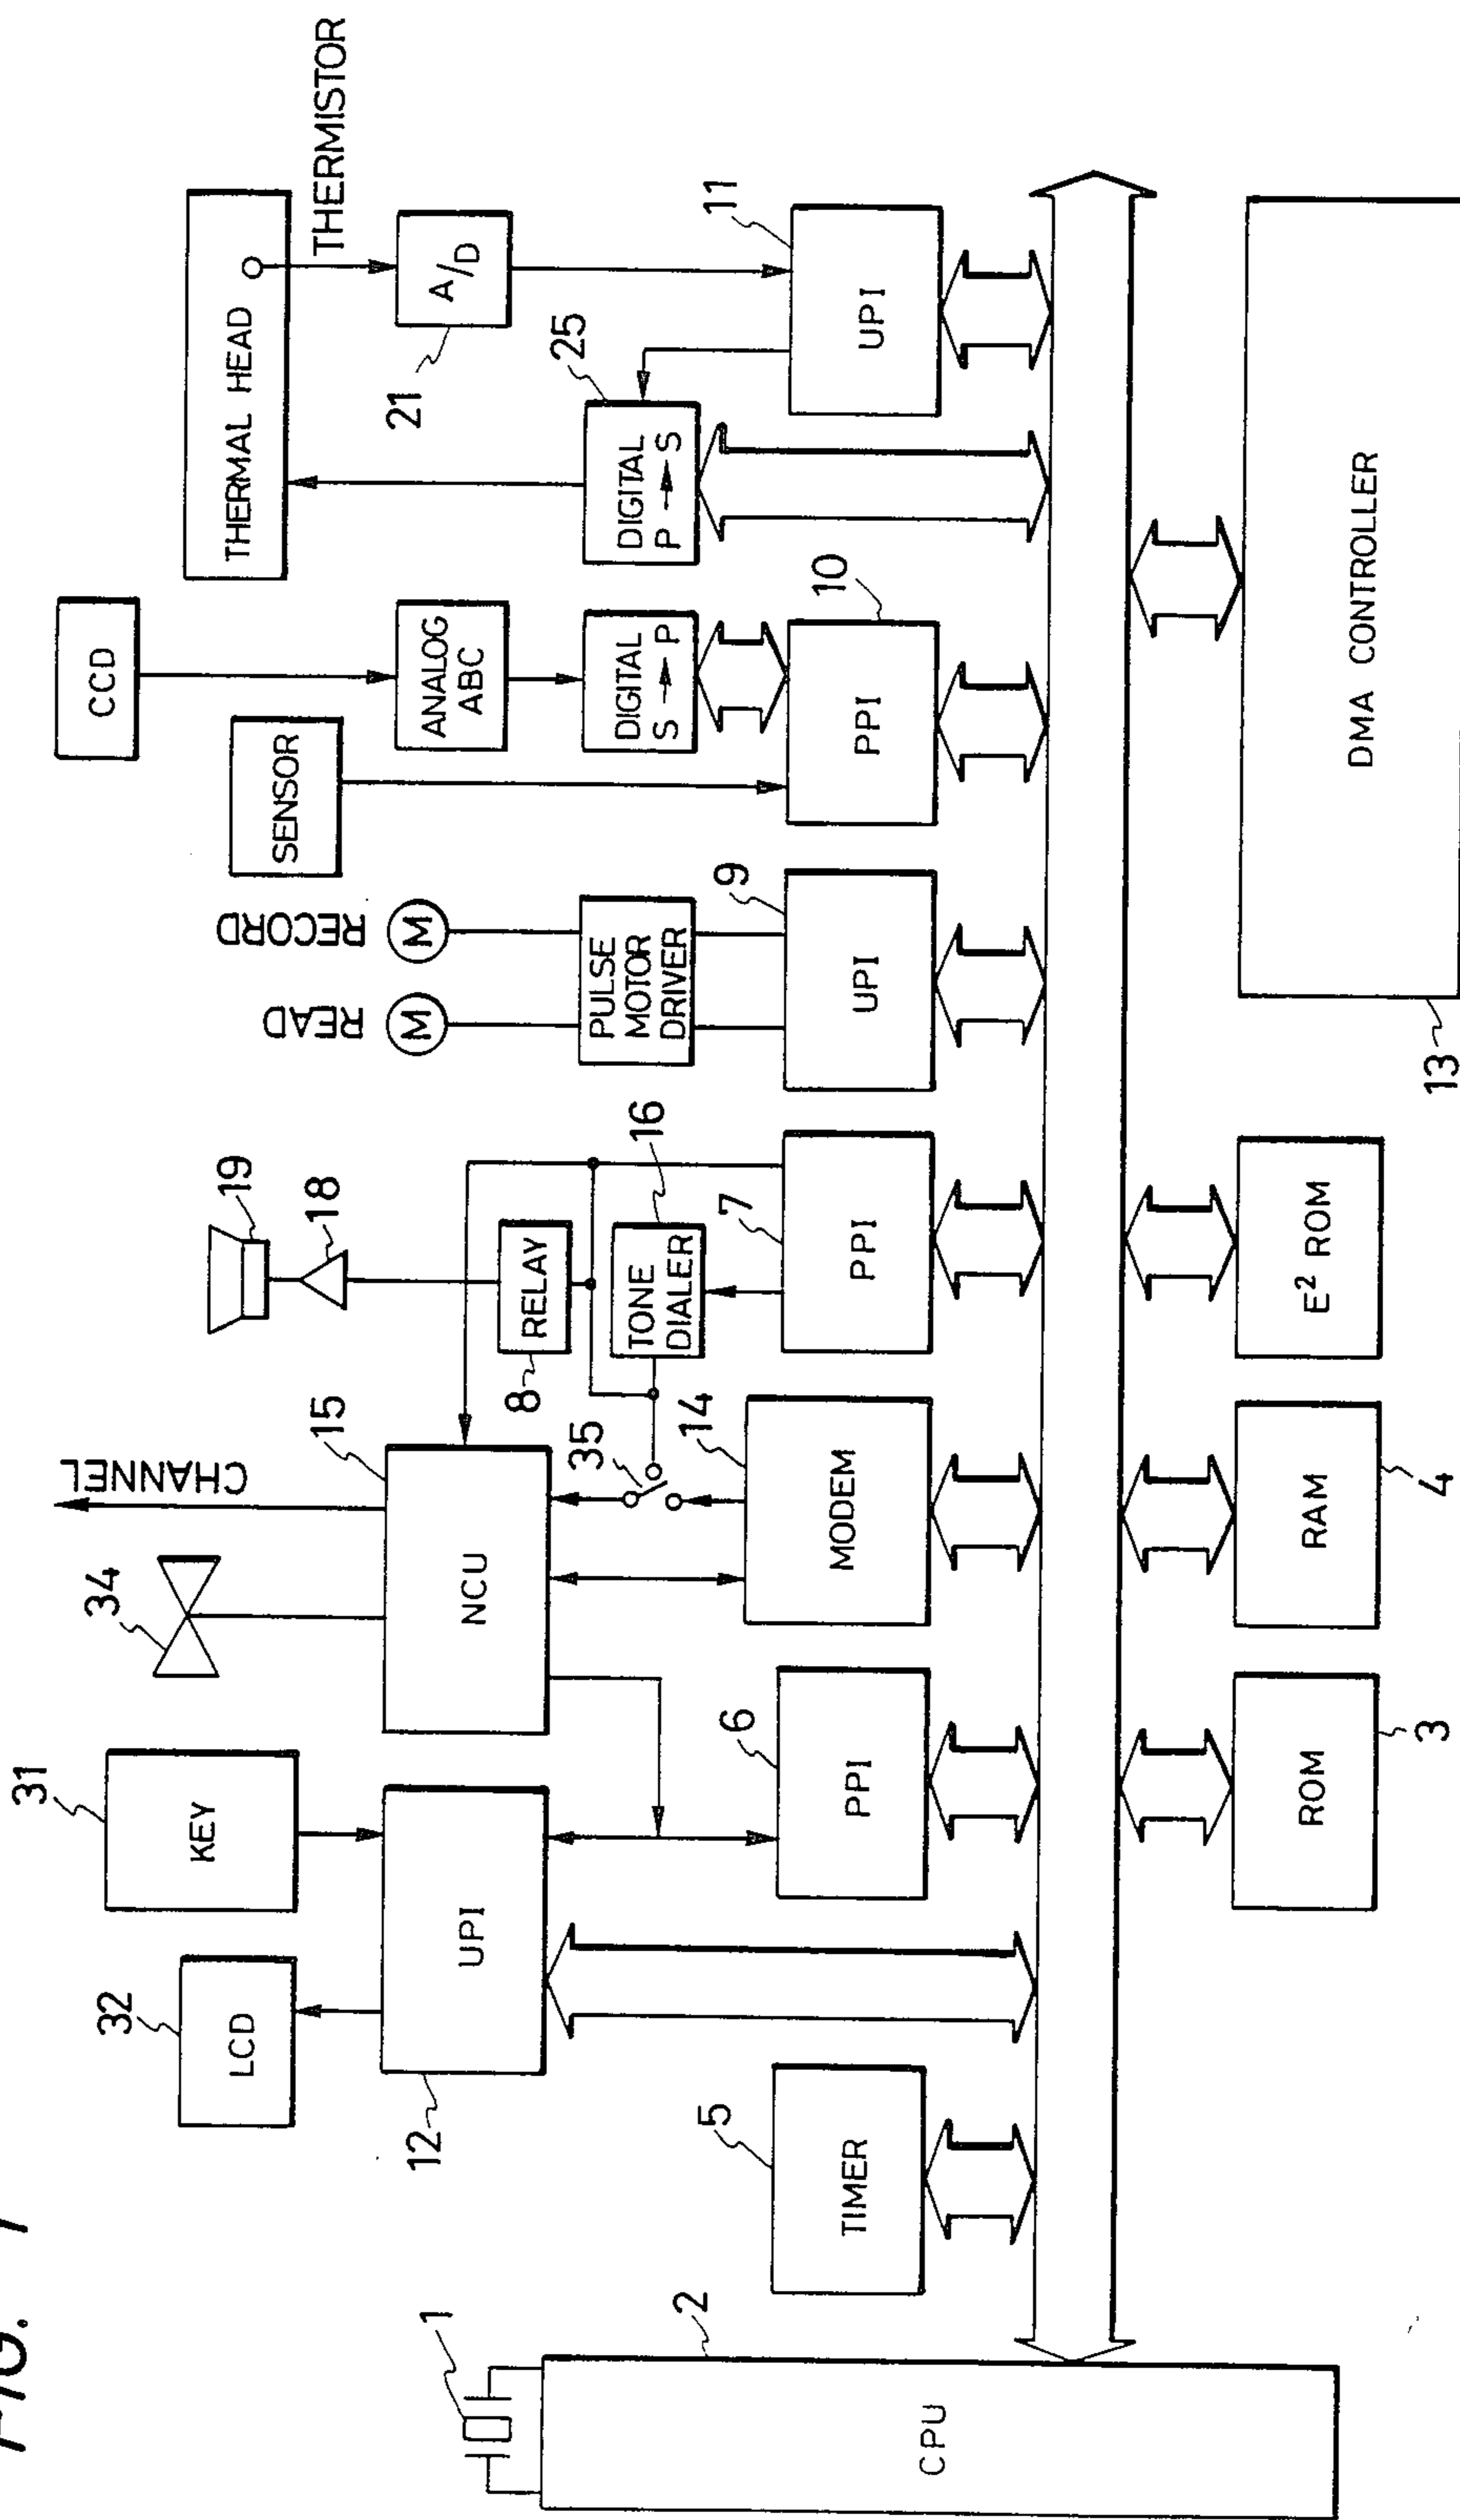 FIG. 1
THERMISTOR
THERMAL HEAD
A/D
21
11
25
UPI
DIGITAL
P → S
CCD
SENSOR
ANALOG
ABC
DIGITAL
S → P
10
PPI
DMA CONTROLLER
13
RECORD
READ
M
M
PULSE
MOTOR
DRIVER
9
UPI
19
18
RELAY
8
16
TONE
DIALER
7
PPI
E² ROM
CHANNEL
15
34
NCU
35
14
MODEM
RAM
4
31
KEY
32
LCD
UPI
12
6
PPI
ROM
3
5
TIMER
1
2
CPU